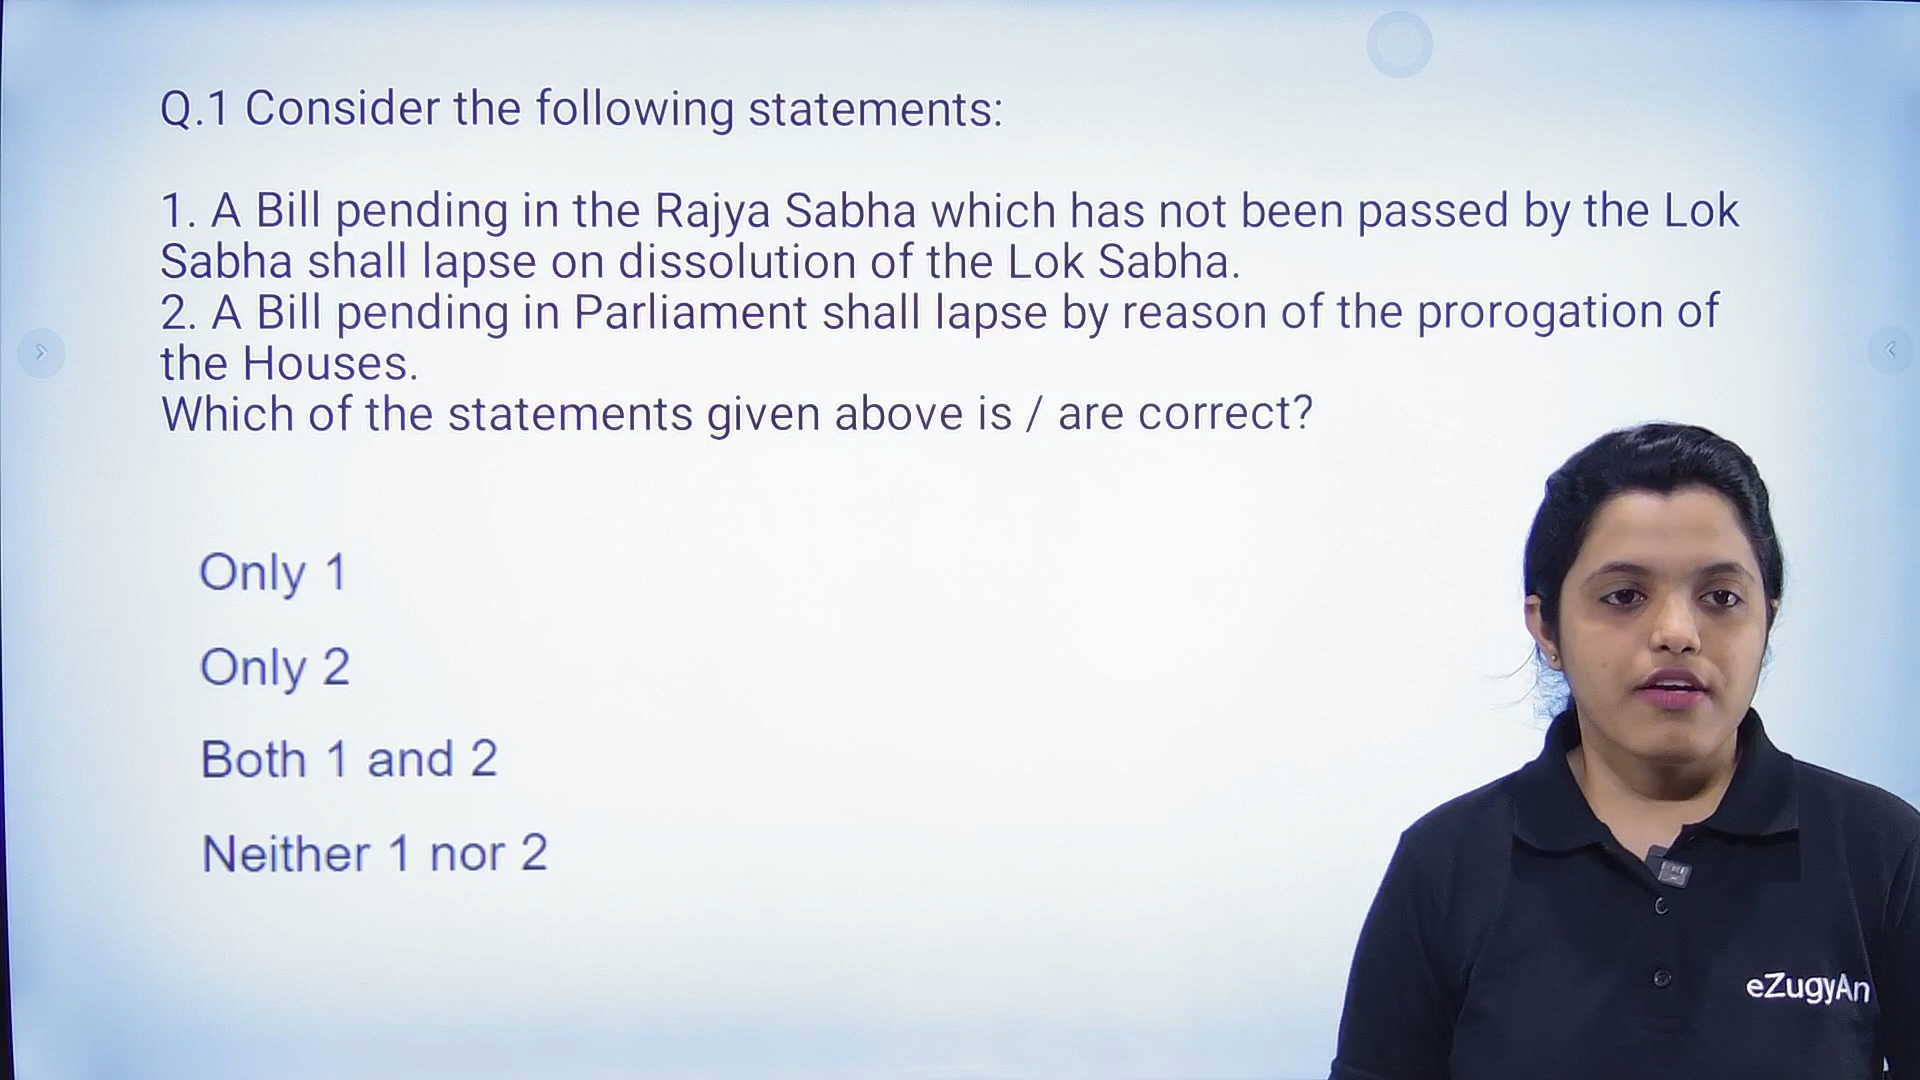 Q.1 Consider the following statements:
1. A Bill pending in the Rajya Sabha which has not been passed by the Lok
Sabha shall lapse on dissolution of the Lok Sabha.
2. A Bill pending in Parliament shall lapse by reason of the prorogation of
the Houses.
Which of the statements given above is / are correct?
Only 1
Only 2
Both 1 and 2
Neither 1 nor 2
eZugyAn